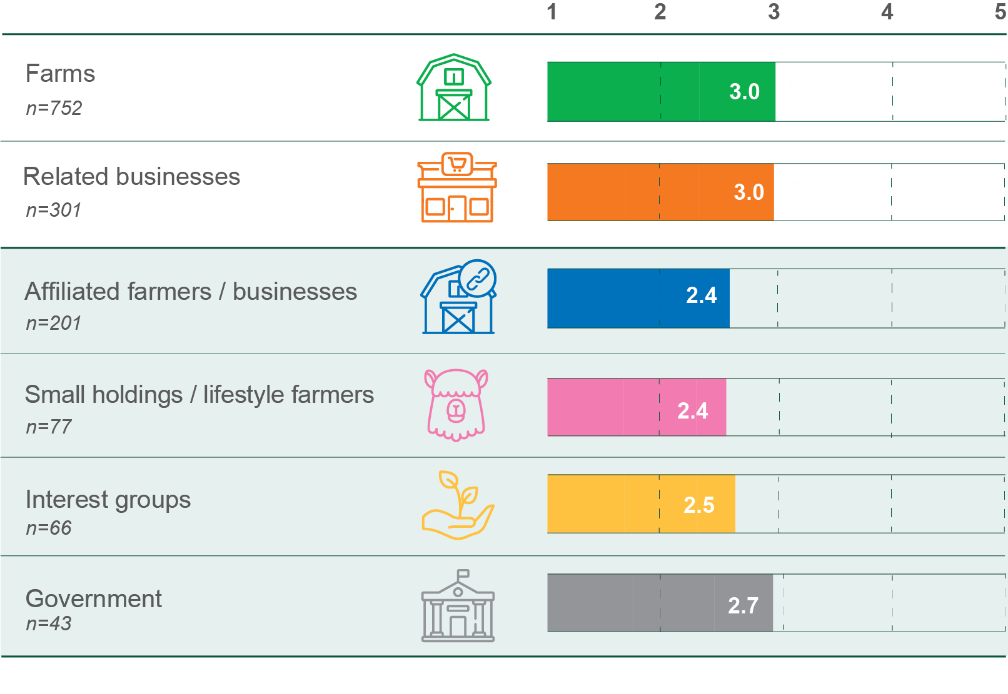 1 2 3 4 5
Farms
n=752
3.0
Related businesses
n=301
3.0
Affiliated farmers / businesses
n=201
2.4
Small holdings / lifestyle farmers
n=77
2.4
Interest groups
n=66
2.5
Government
n=43
2.7